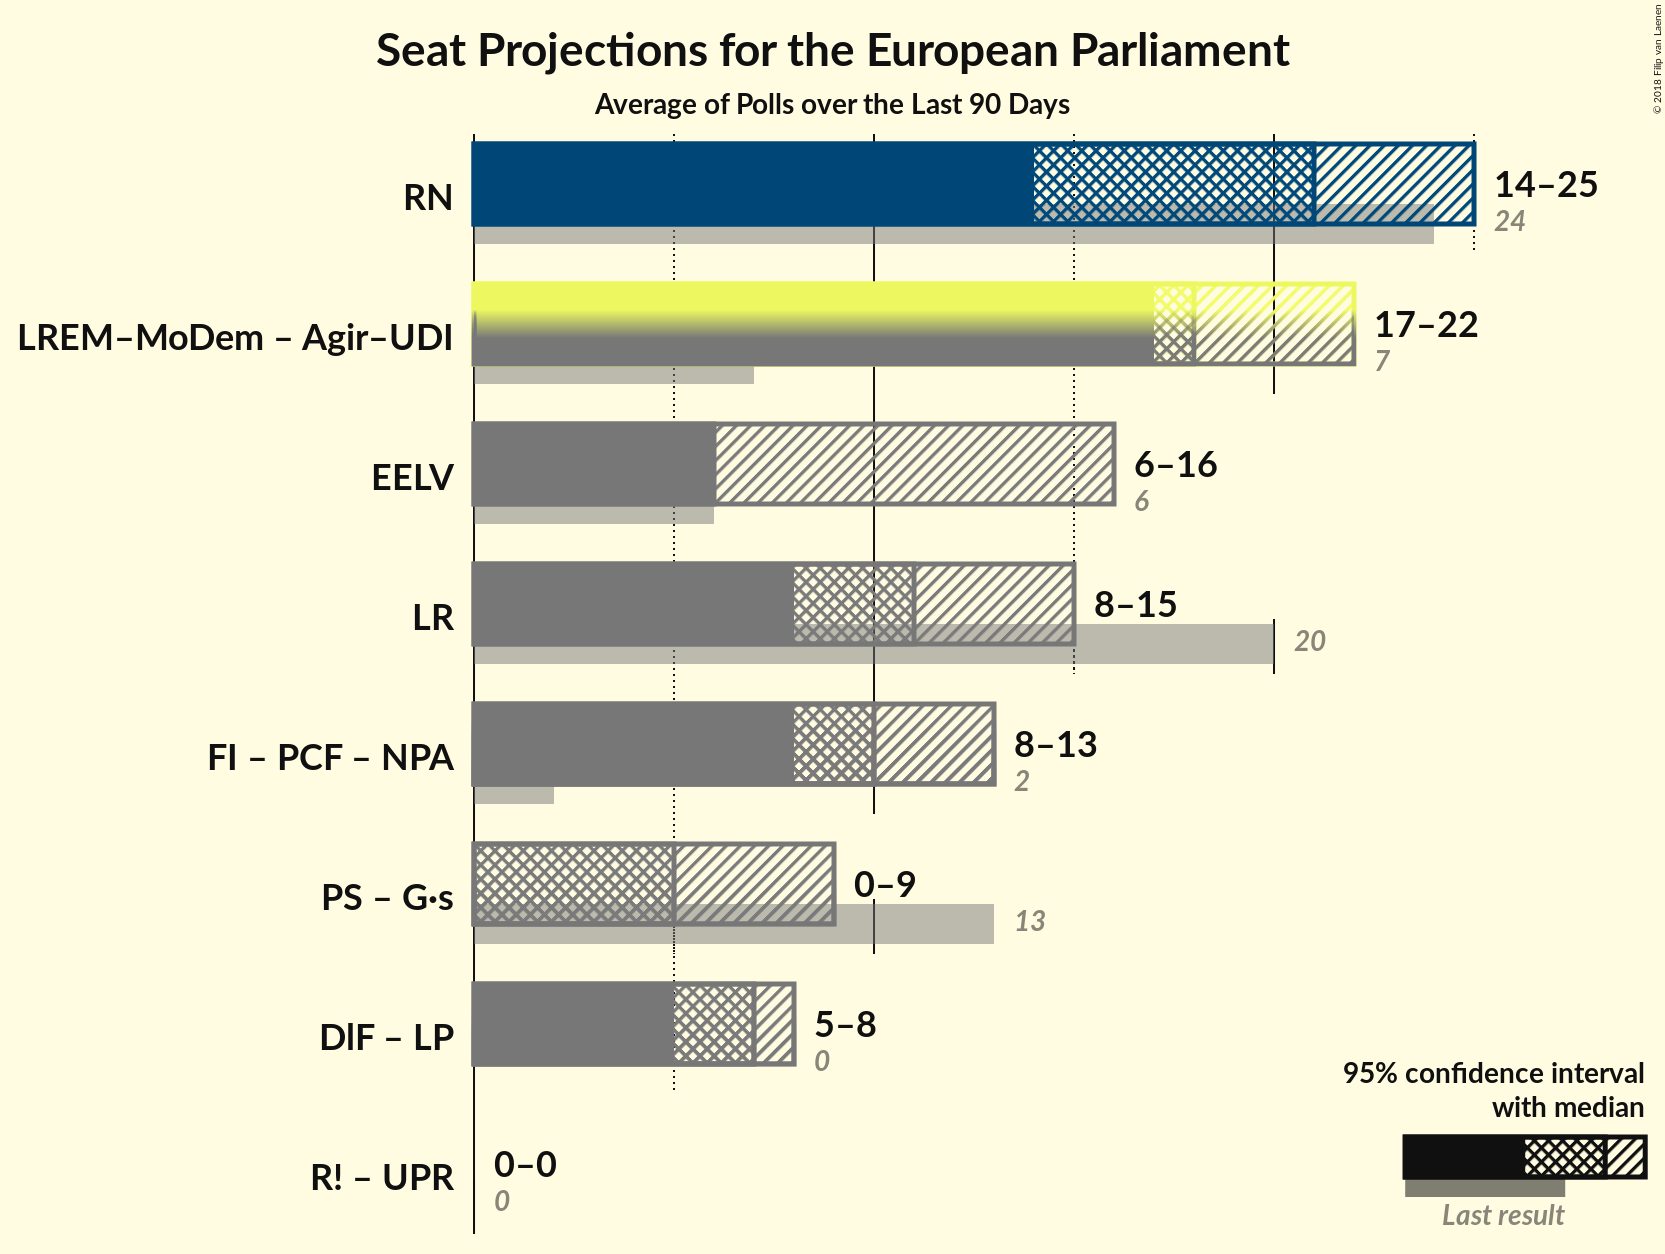 Seat Projections for the European Parliament
Average of Polls over the Last 90 Days
© 2018 Filip van Laenen
RN
14–25
24
LREM–MoDem – Agir–UDI
17–22
7
EELV
6–16
6
LR
8–15
20
FI – PCF – NPA
8–13
2
PS – G·s
0–9
13
DlF – LP
5–8
0
R! – UPR
0–0
0
95% confidence interval
with median
Last result